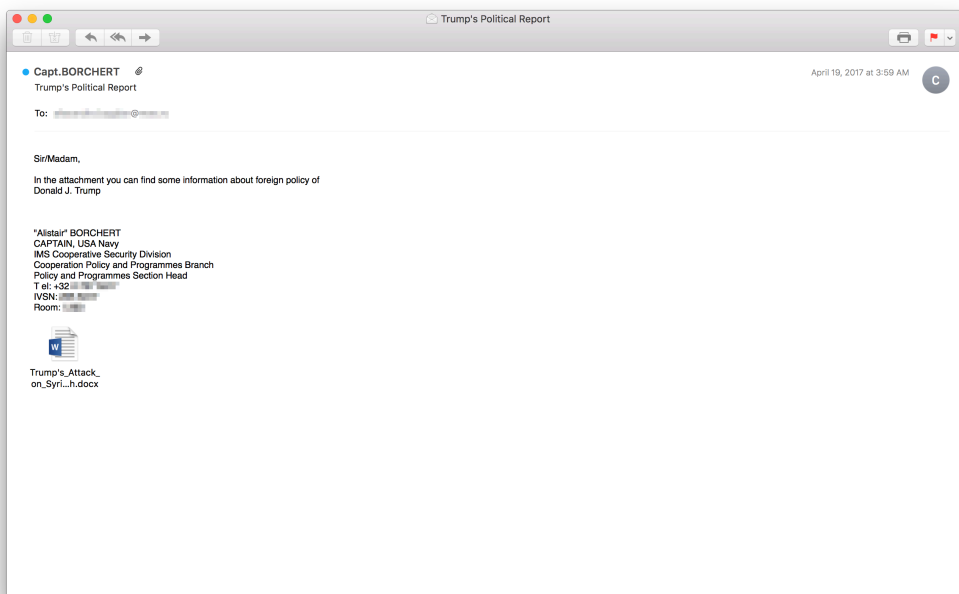 Trump's Political Report
Capt.BORCHERT
April 19, 2017 at 3:59 AM
C
Trump's Political Report
To: @
Sir/Madam,
In the attachment you can find some information about foreign policy of
Donald J. Trump
"Alistair" BORCHERT
CAPTAIN, USA Navy
IMS Cooperative Security Division
Cooperation Policy and Programmes Branch
Policy and Programmes Section Head
T el: +32
IVSN:
Room:
W
Trump's_Attack_
on_Syri...h.docx